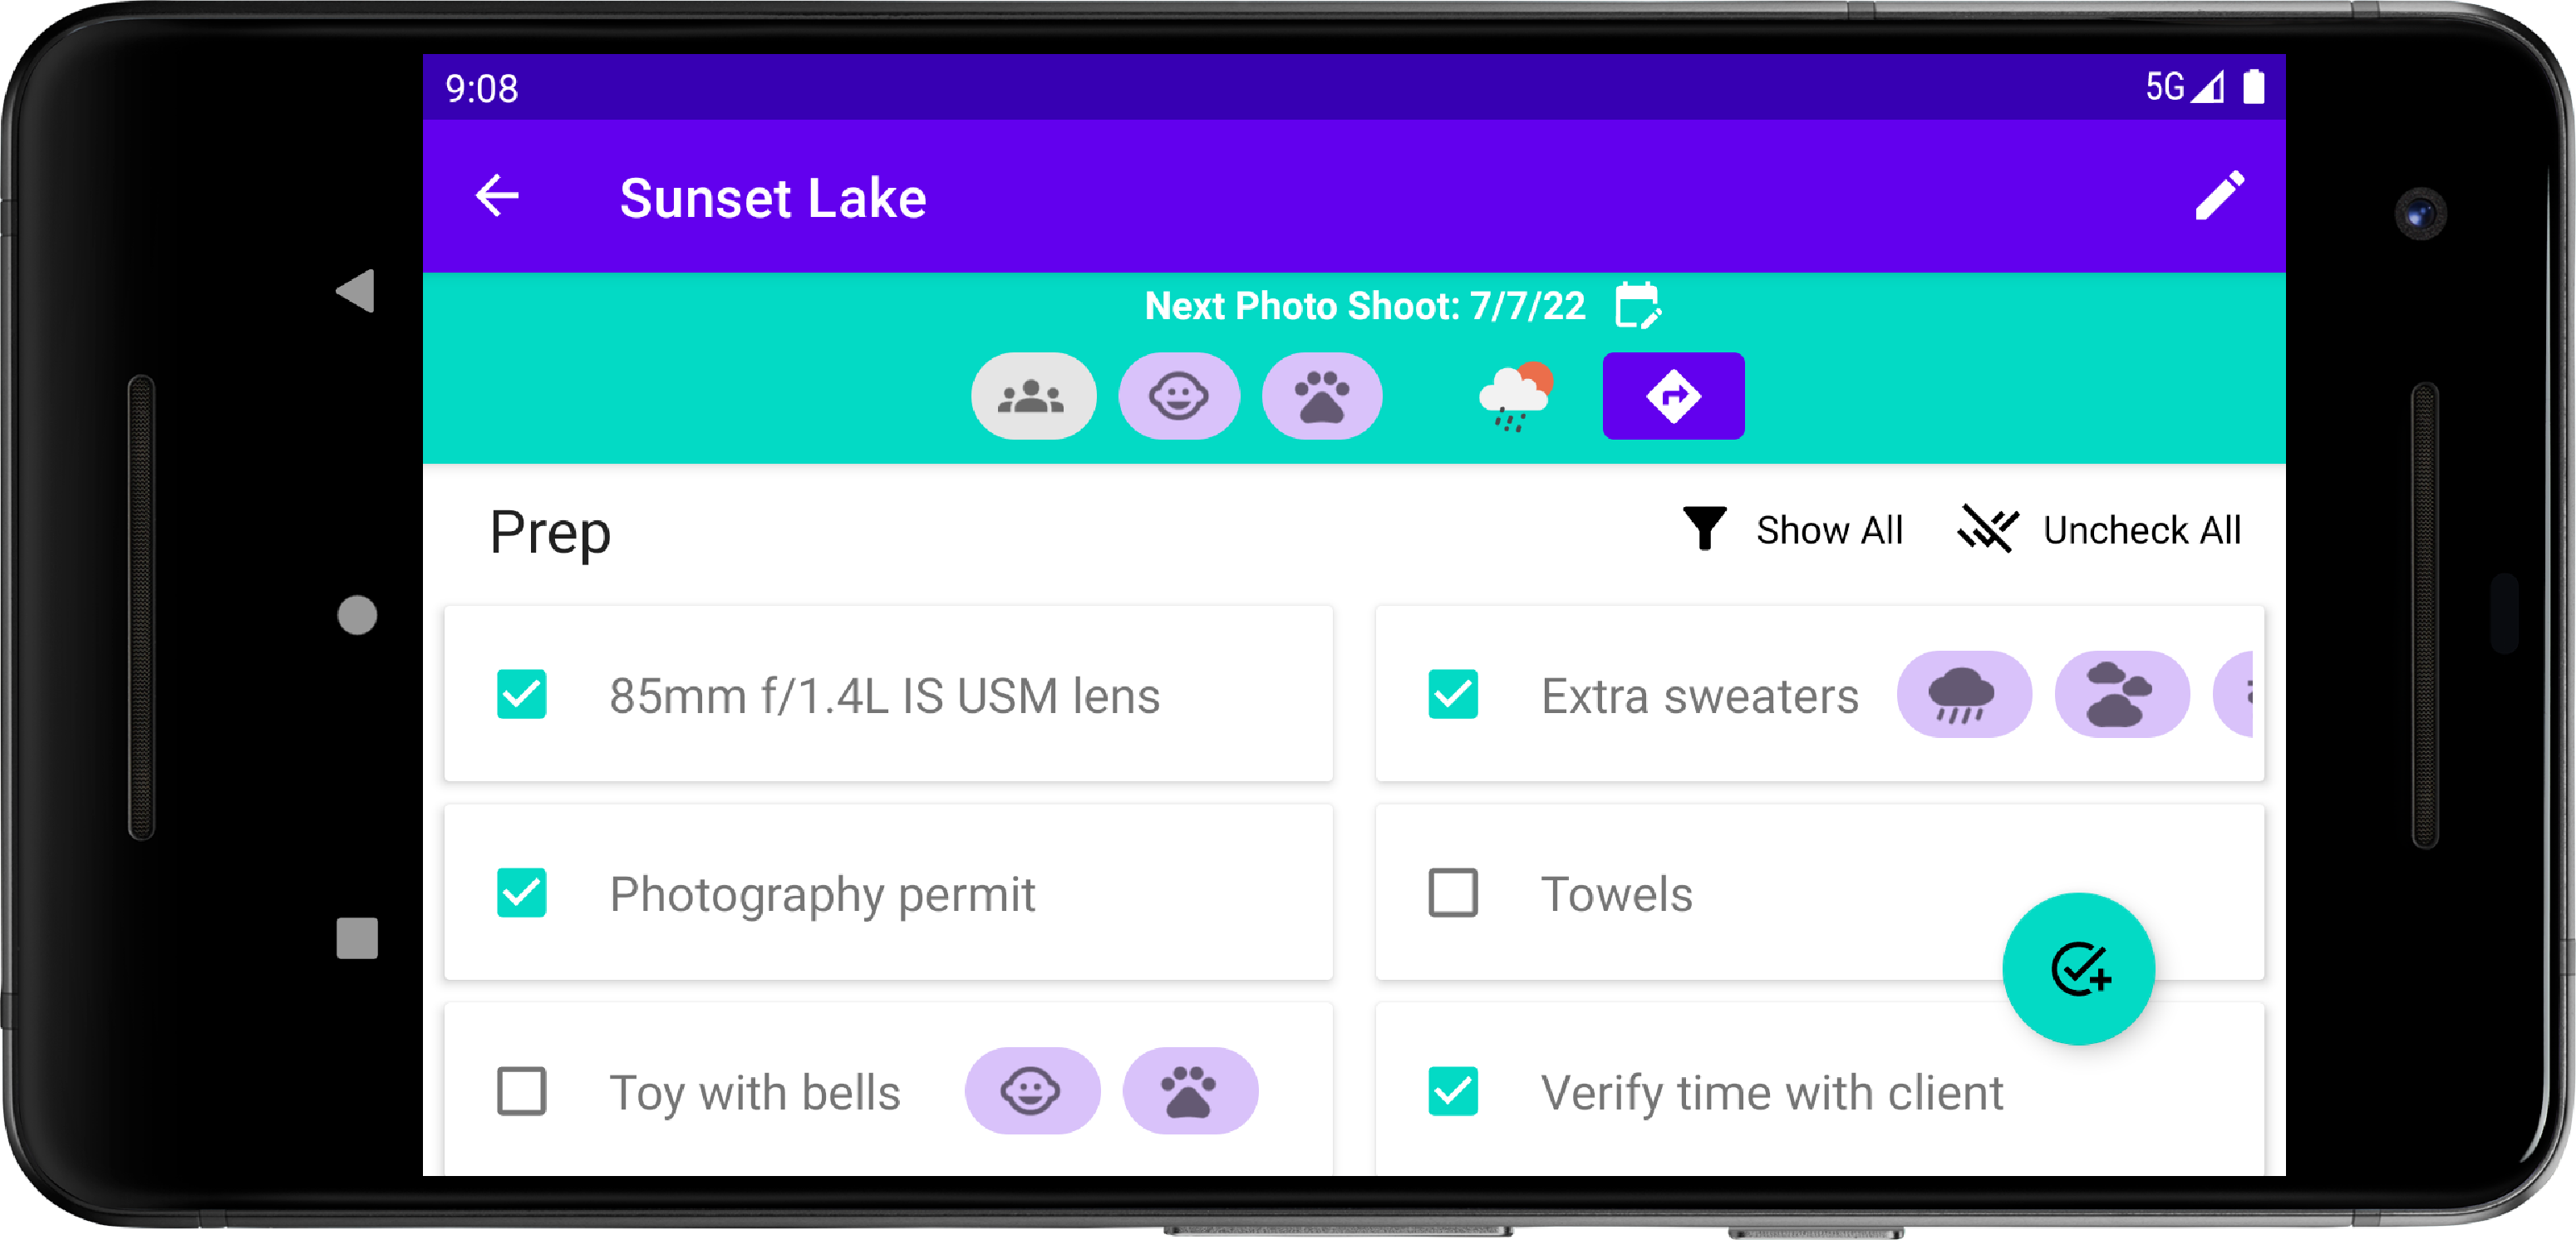 9:08 5G
Sunset Lake
Next Photo Shoot: 7/7/22
Prep Show All Uncheck All
85mm f/1.4L IS USM lens
Extra sweaters
Photography permit
Towels
Toy with bells
Verify time with client